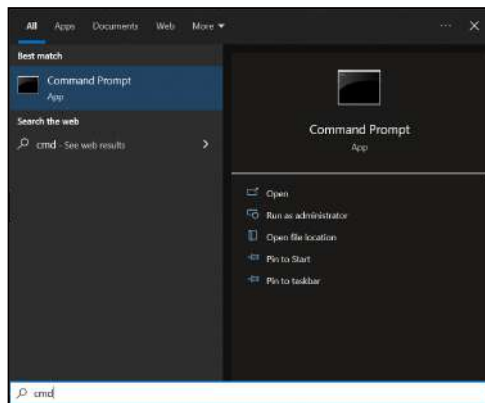 All Apps Documents Web More
Best match
Command Prompt
App
Search the web
cmd - See web results
Command Prompt
App
Open
Run as administrator
Open file location
Pin to Start
Pin to taskbar
cmd